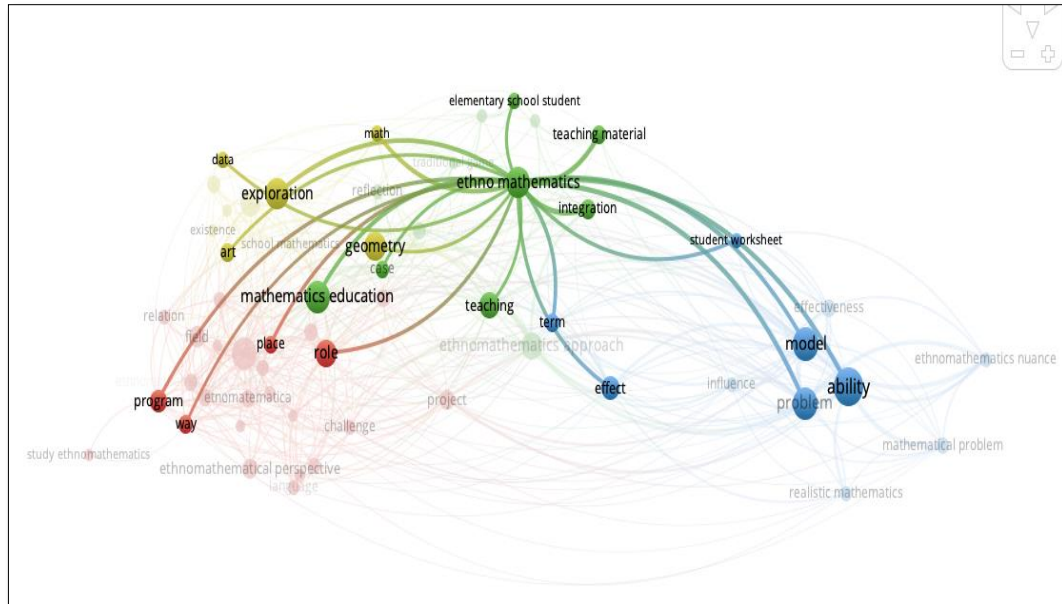 elementary school student
math
teaching material
data
traditional game
ethno mathematics
exploration
reflection
integration
existence
school mathematics
geometry
student worksheet
art
case
mathematics education
teaching
effectiveness
relation
term
field
place
role
ethnomathematics approach
model
ethnomathematics nuance
effect
influence
ability
program
etnomatematica
project
problem
way
challenge
mathematical problem
study ethnomathematics
ethnomathematical perspective
language
realistic mathematics